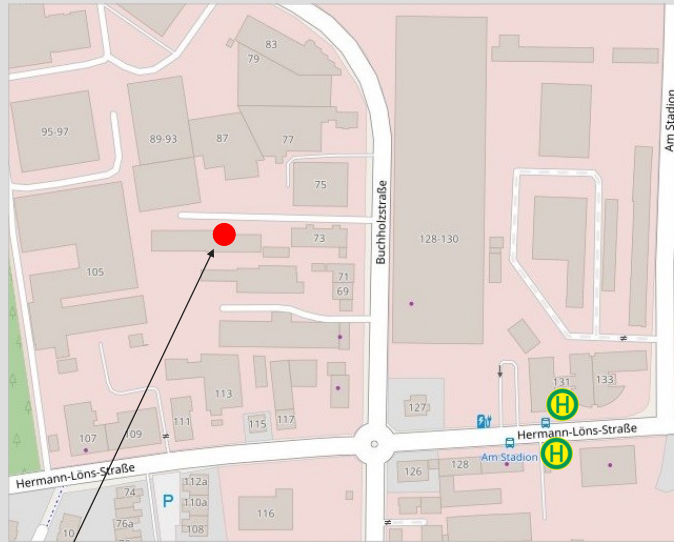 83
79
95-97
89-93
87
77
75
Am Stadion
Buchholzstraße
128-130
73
105
71
69
131
133
113
127
111
115
117
107
109
H
Hermann-Löns-Straße
Am Stadion
H
Hermann-Löns-Straße
126
128
74
112a
P
110a
76a
116
108
10